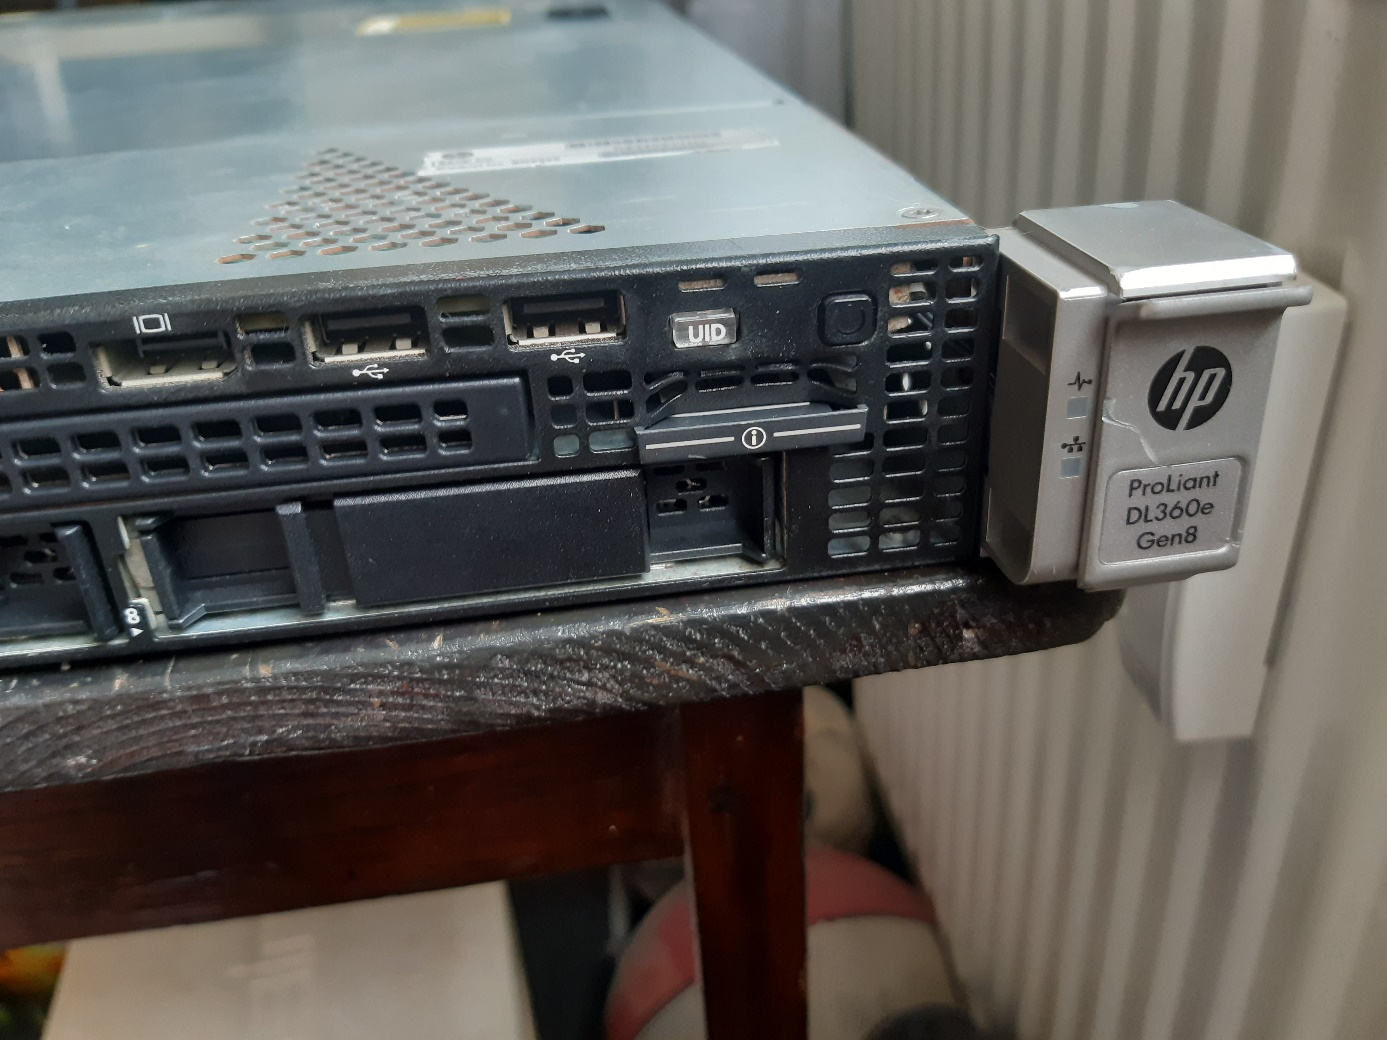 UID
hp
ProLiant
DL360e
Gen8
8